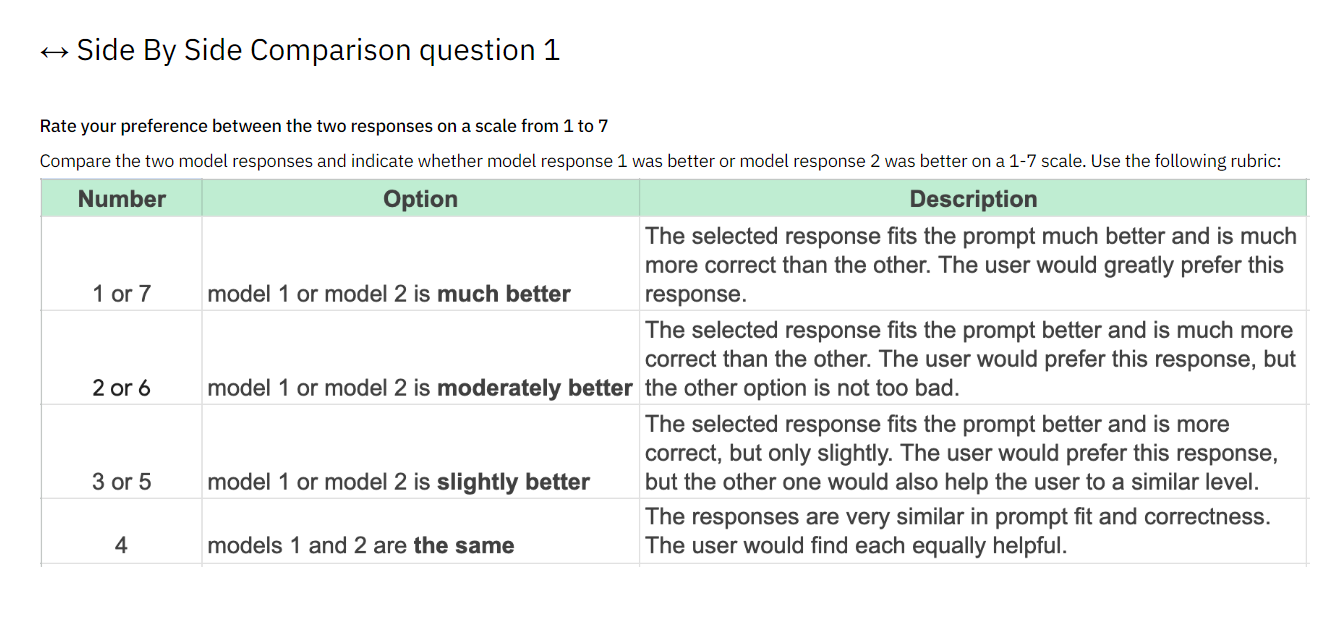 ↔ Side By Side Comparison question 1
Rate your preference between the two responses on a scale from 1 to 7
Compare the two model responses and indicate whether model response 1 was better or model response 2 was better on a 1-7 scale. Use the following rubric:
Number Option Description
The selected response fits the prompt much better and is much
more correct than the other. The user would greatly prefer this
1 or 7 model 1 or model 2 is much better response.
The selected response fits the prompt better and is much more
correct than the other. The user would prefer this response, but
2 or 6 model 1 or model 2 is moderately better the other option is not too bad.
The selected response fits the prompt better and is more
correct, but only slightly. The user would prefer this response,
3 or 5 model 1 or model 2 is slightly better but the other one would also help the user to a similar level.
The responses are very similar in prompt fit and correctness.
4 models 1 and 2 are the same The user would find each equally helpful.